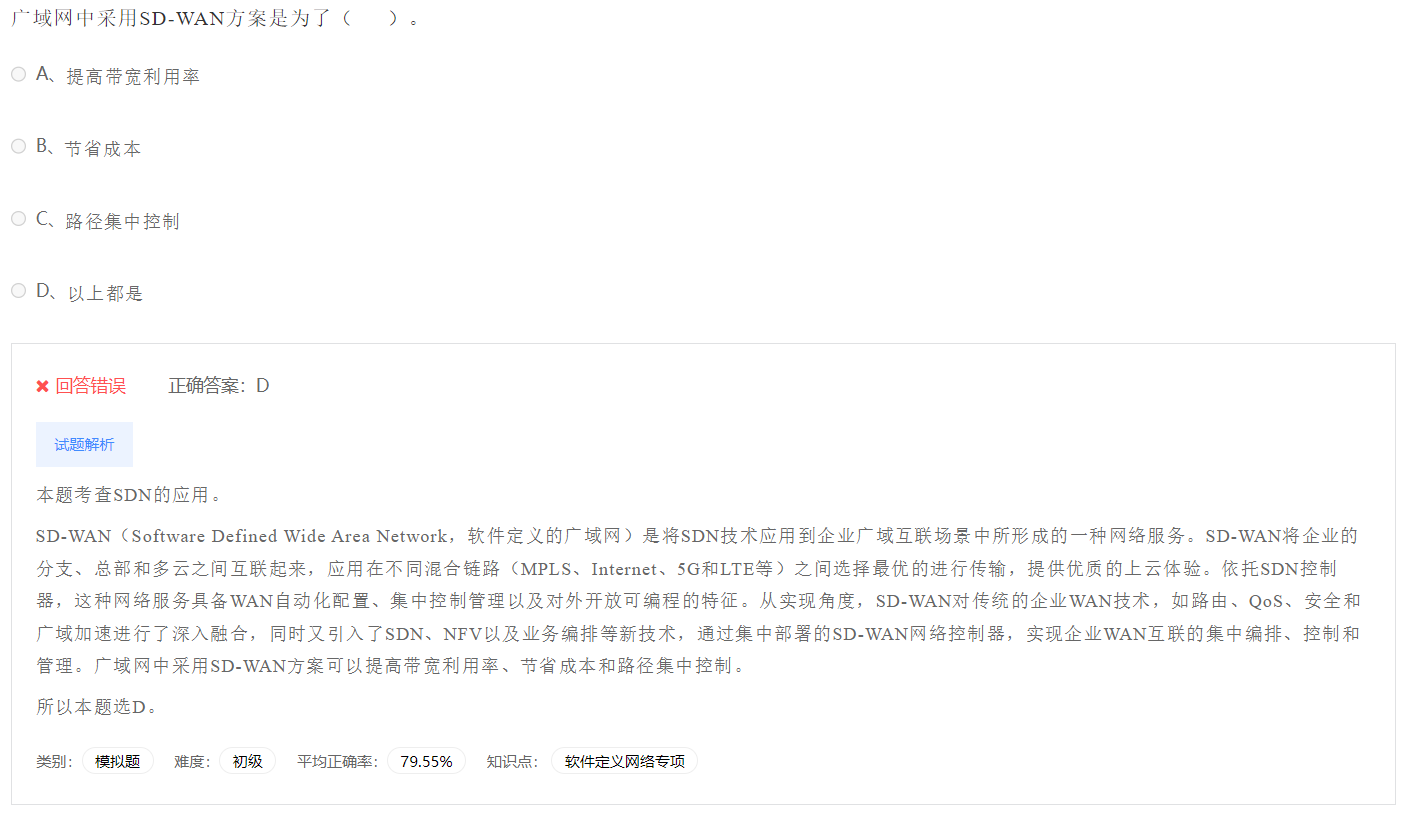 广域网中采用SD-WAN方案是为了（　　）。
A、提高带宽利用率
B、节省成本
C、路径集中控制
D、以上都是
✖ 回答错误 正确答案：D
试题解析
本题考查SDN的应用。
SD-WAN（Software Defined Wide Area Network，软件定义的广域网）是将SDN技术应用到企业广域互联场景中所形成的一种网络服务。SD-WAN将企业的
分支、总部和多云之间互联起来，应用在不同混合链路（MPLS、Internet、5G和LTE等）之间选择最优的进行传输，提供优质的上云体验。依托SDN控制
器，这种网络服务具备WAN自动化配置、集中控制管理以及对外开放可编程的特征。从实现角度，SD-WAN对传统的企业WAN技术，如路由、QoS、安全和
广域加速进行了深入融合，同时又引入了SDN、NFV以及业务编排等新技术，通过集中部署的SD-WAN网络控制器，实现企业WAN互联的集中编排、控制和
管理。广域网中采用SD-WAN方案可以提高带宽利用率、节省成本和路径集中控制。
所以本题选D。
类别： 模拟题 难度： 初级 平均正确率： 79.55% 知识点： 软件定义网络专项